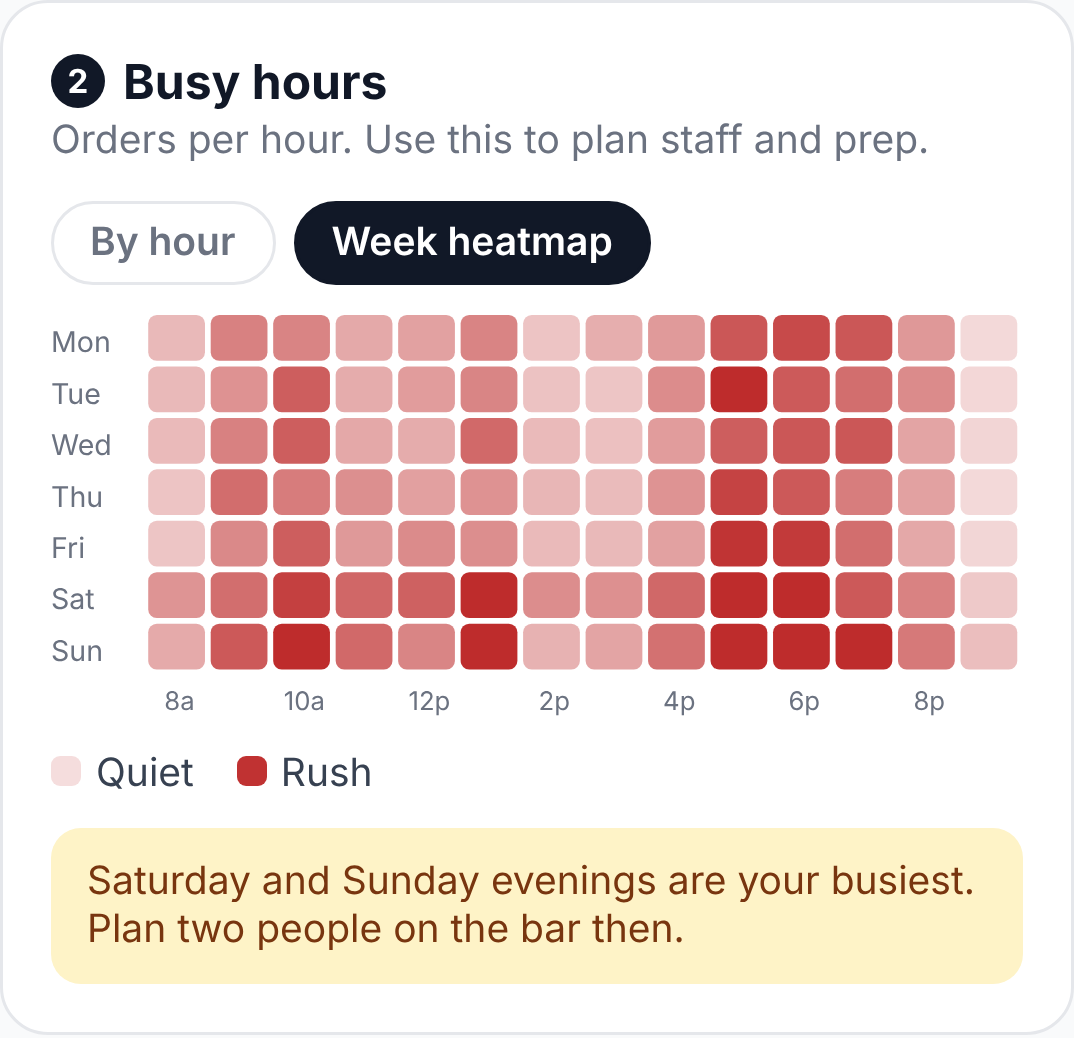 2 Busy hours
Orders per hour. Use this to plan staff and prep.
By hour Week heatmap
Mon
Tue
Wed
Thu
Fri
Sat
Sun
8a 10a 12p 2p 4p 6p 8p
Quiet Rush
Saturday and Sunday evenings are your busiest.
Plan two people on the bar then.